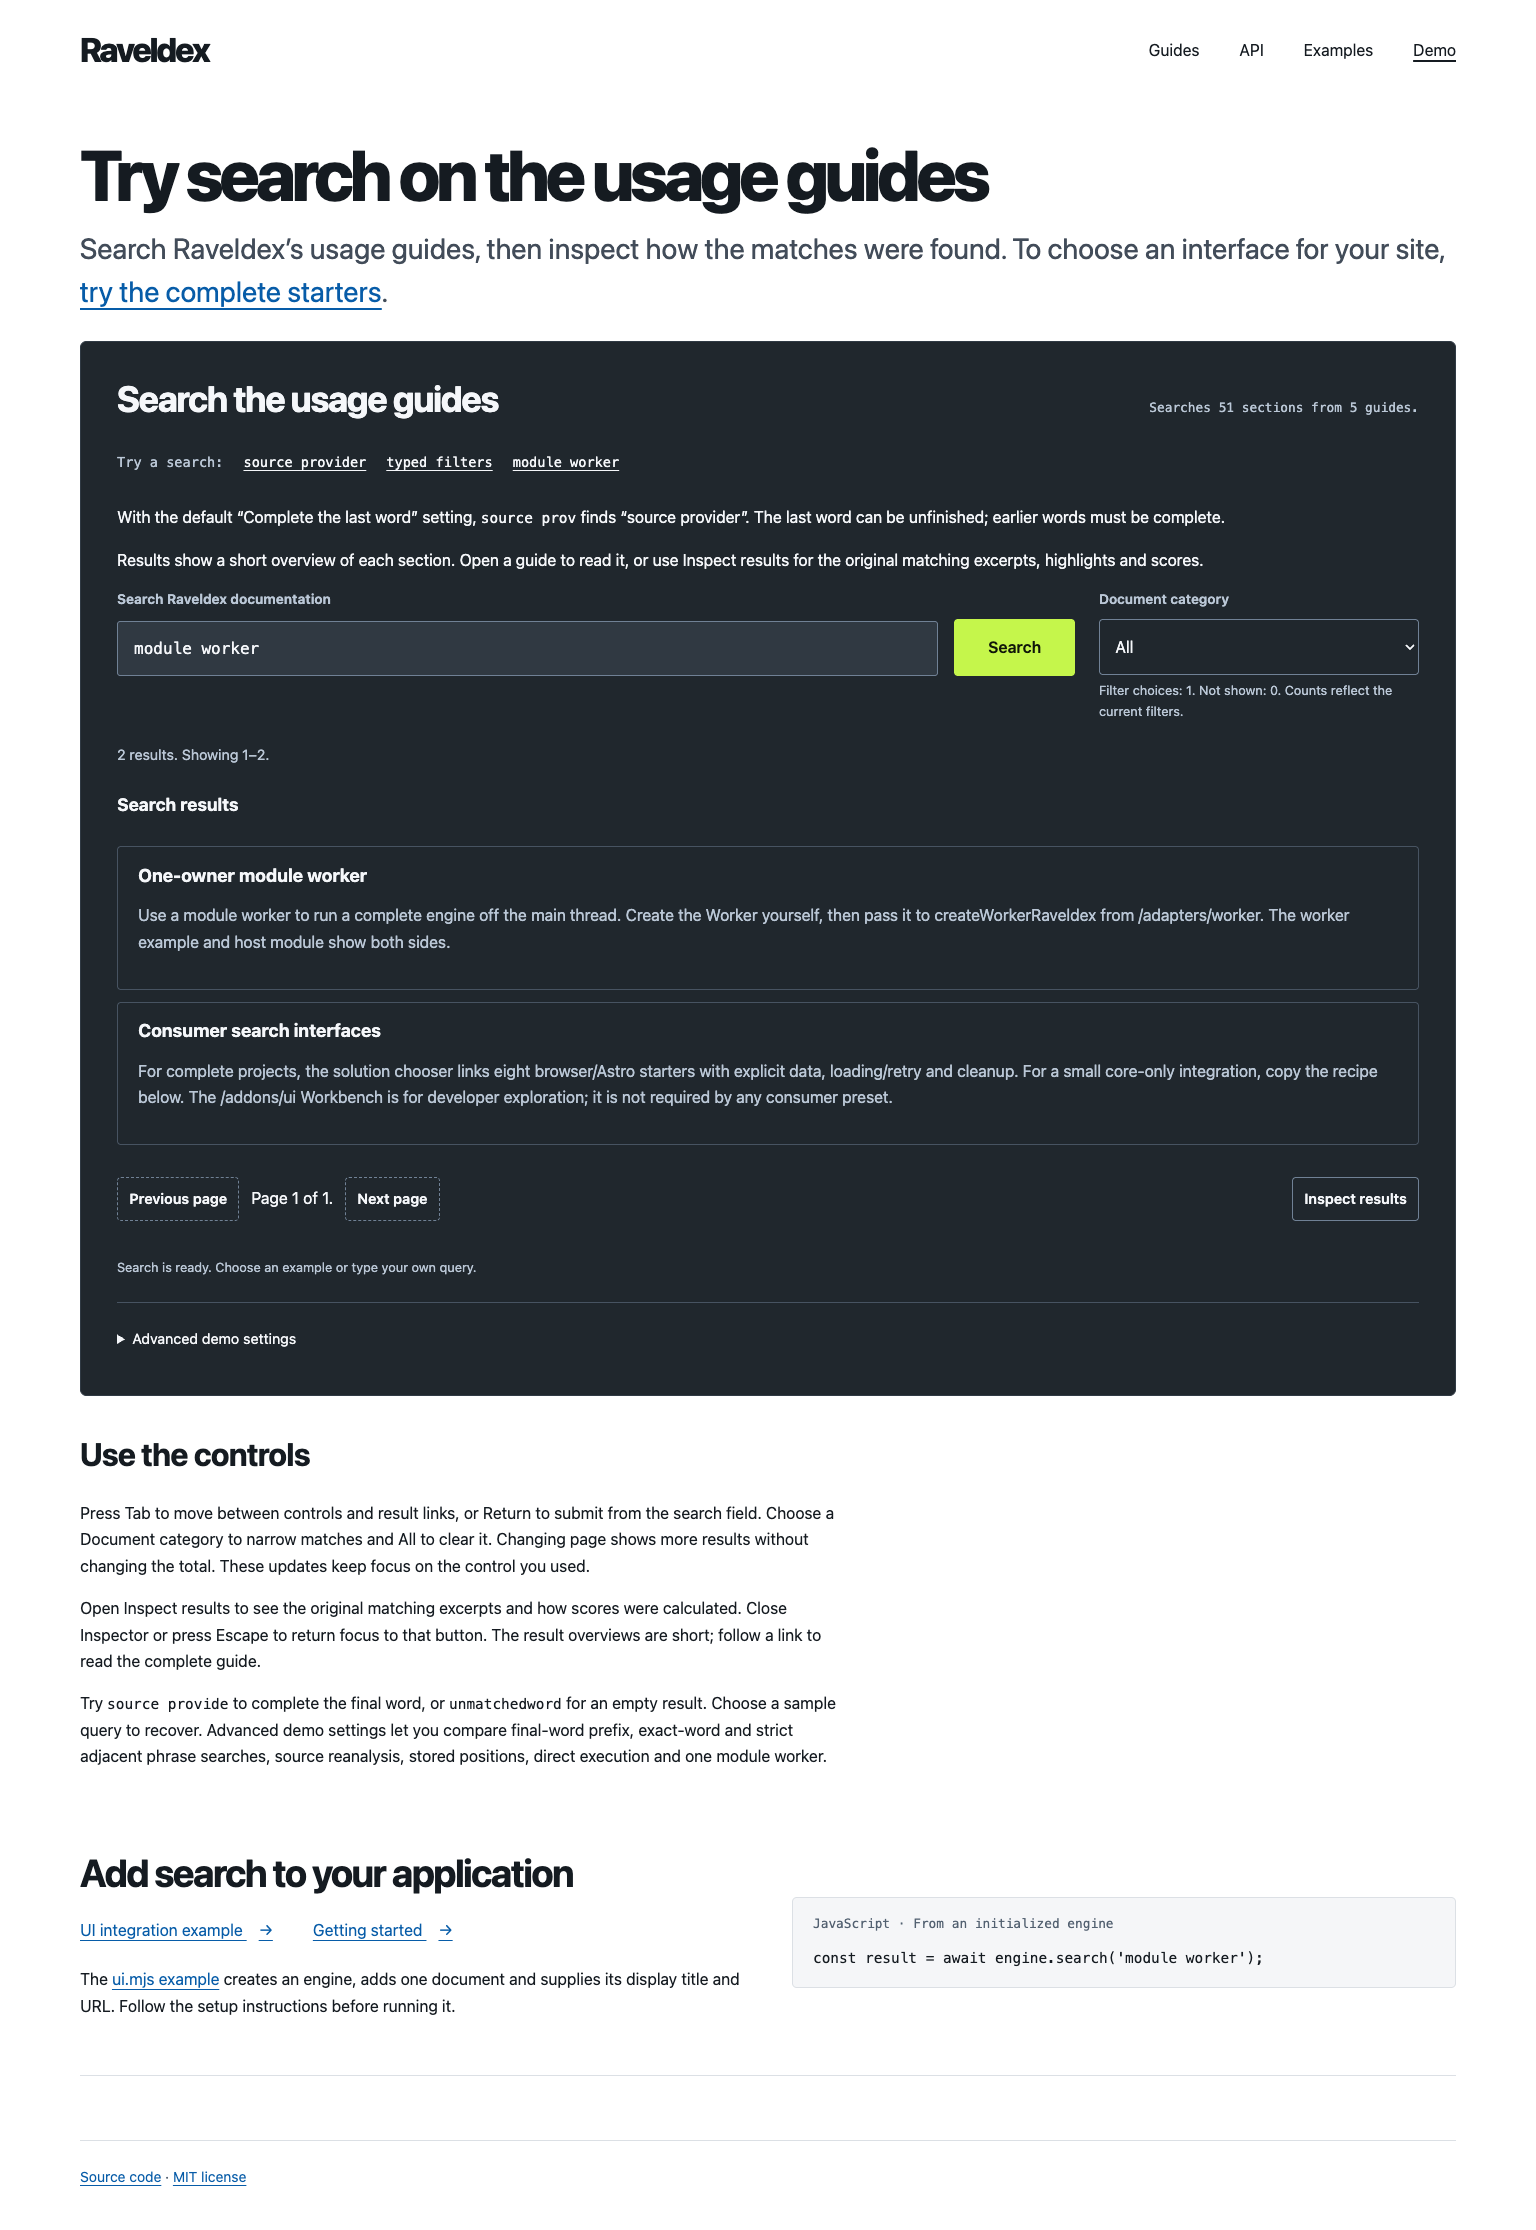 Raveldex
Guides API Examples Demo
Try search on the usage guides
Search Raveldex’s usage guides, then inspect how the matches were found. To choose an interface for your site,
try the complete starters.
Search the usage guides
Searches 51 sections from 5 guides.
Try a search: source provider typed filters module worker
With the default “Complete the last word” setting, source prov finds “source provider”. The last word can be unfinished; earlier words must be complete.
Results show a short overview of each section. Open a guide to read it, or use Inspect results for the original matching excerpts, highlights and scores.
Search Raveldex documentation
module worker
Search
Document category
All
Filter choices: 1. Not shown: 0. Counts reflect the
current filters.
2 results. Showing 1–2.
Search results
One-owner module worker
Use a module worker to run a complete engine off the main thread. Create the Worker yourself, then pass it to createWorkerRaveldex from /adapters/worker. The worker
example and host module show both sides.
Consumer search interfaces
For complete projects, the solution chooser links eight browser/Astro starters with explicit data, loading/retry and cleanup. For a small core-only integration, copy the recipe
below. The /addons/ui Workbench is for developer exploration; it is not required by any consumer preset.
Previous page Page 1 of 1. Next page Inspect results
Search is ready. Choose an example or type your own query.
▶ Advanced demo settings
Use the controls
Press Tab to move between controls and result links, or Return to submit from the search field. Choose a
Document category to narrow matches and All to clear it. Changing page shows more results without
changing the total. These updates keep focus on the control you used.
Open Inspect results to see the original matching excerpts and how scores were calculated. Close
Inspector or press Escape to return focus to that button. The result overviews are short; follow a link to
read the complete guide.
Try source provide to complete the final word, or unmatchedword for an empty result. Choose a sample
query to recover. Advanced demo settings let you compare final-word prefix, exact-word and strict
adjacent phrase searches, source reanalysis, stored positions, direct execution and one module worker.
Add search to your application
UI integration example → Getting started →
The ui.mjs example creates an engine, adds one document and supplies its display title and
URL. Follow the setup instructions before running it.
JavaScript · From an initialized engine
const result = await engine.search('module worker');
Source code · MIT license